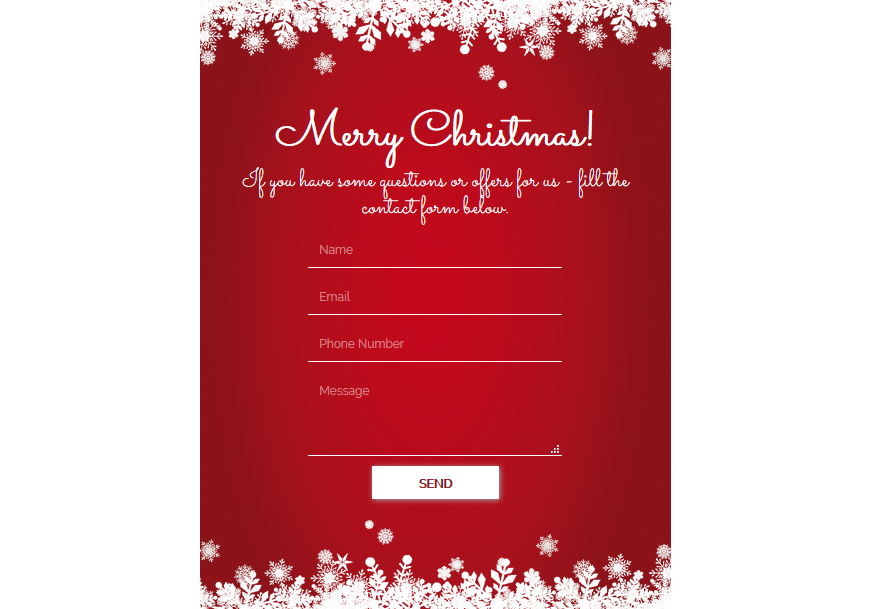 Merry Christmas!
If you have some questions or offers for us - fill the
contact form below.
Name
Email
Phone Number
Message
SEND